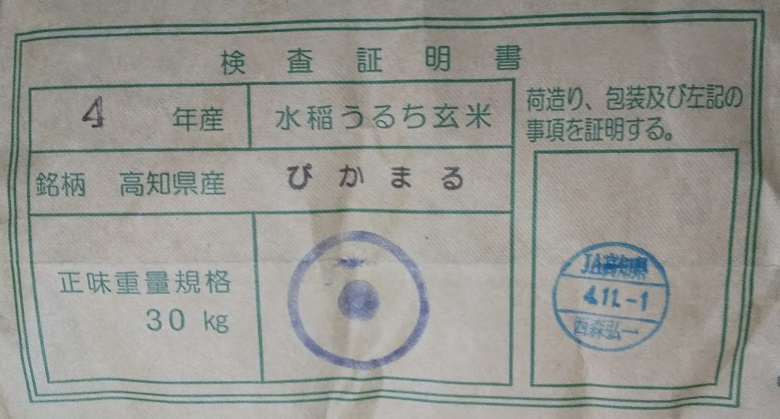 検査証明書
4 年産 水稲うるち玄米
銘柄 高知県産 ぴかまる
正味重量規格
30 kg
荷造り、包装及び左記の
事項を証明する。
JA高知県
4.11.-1
西森弘一